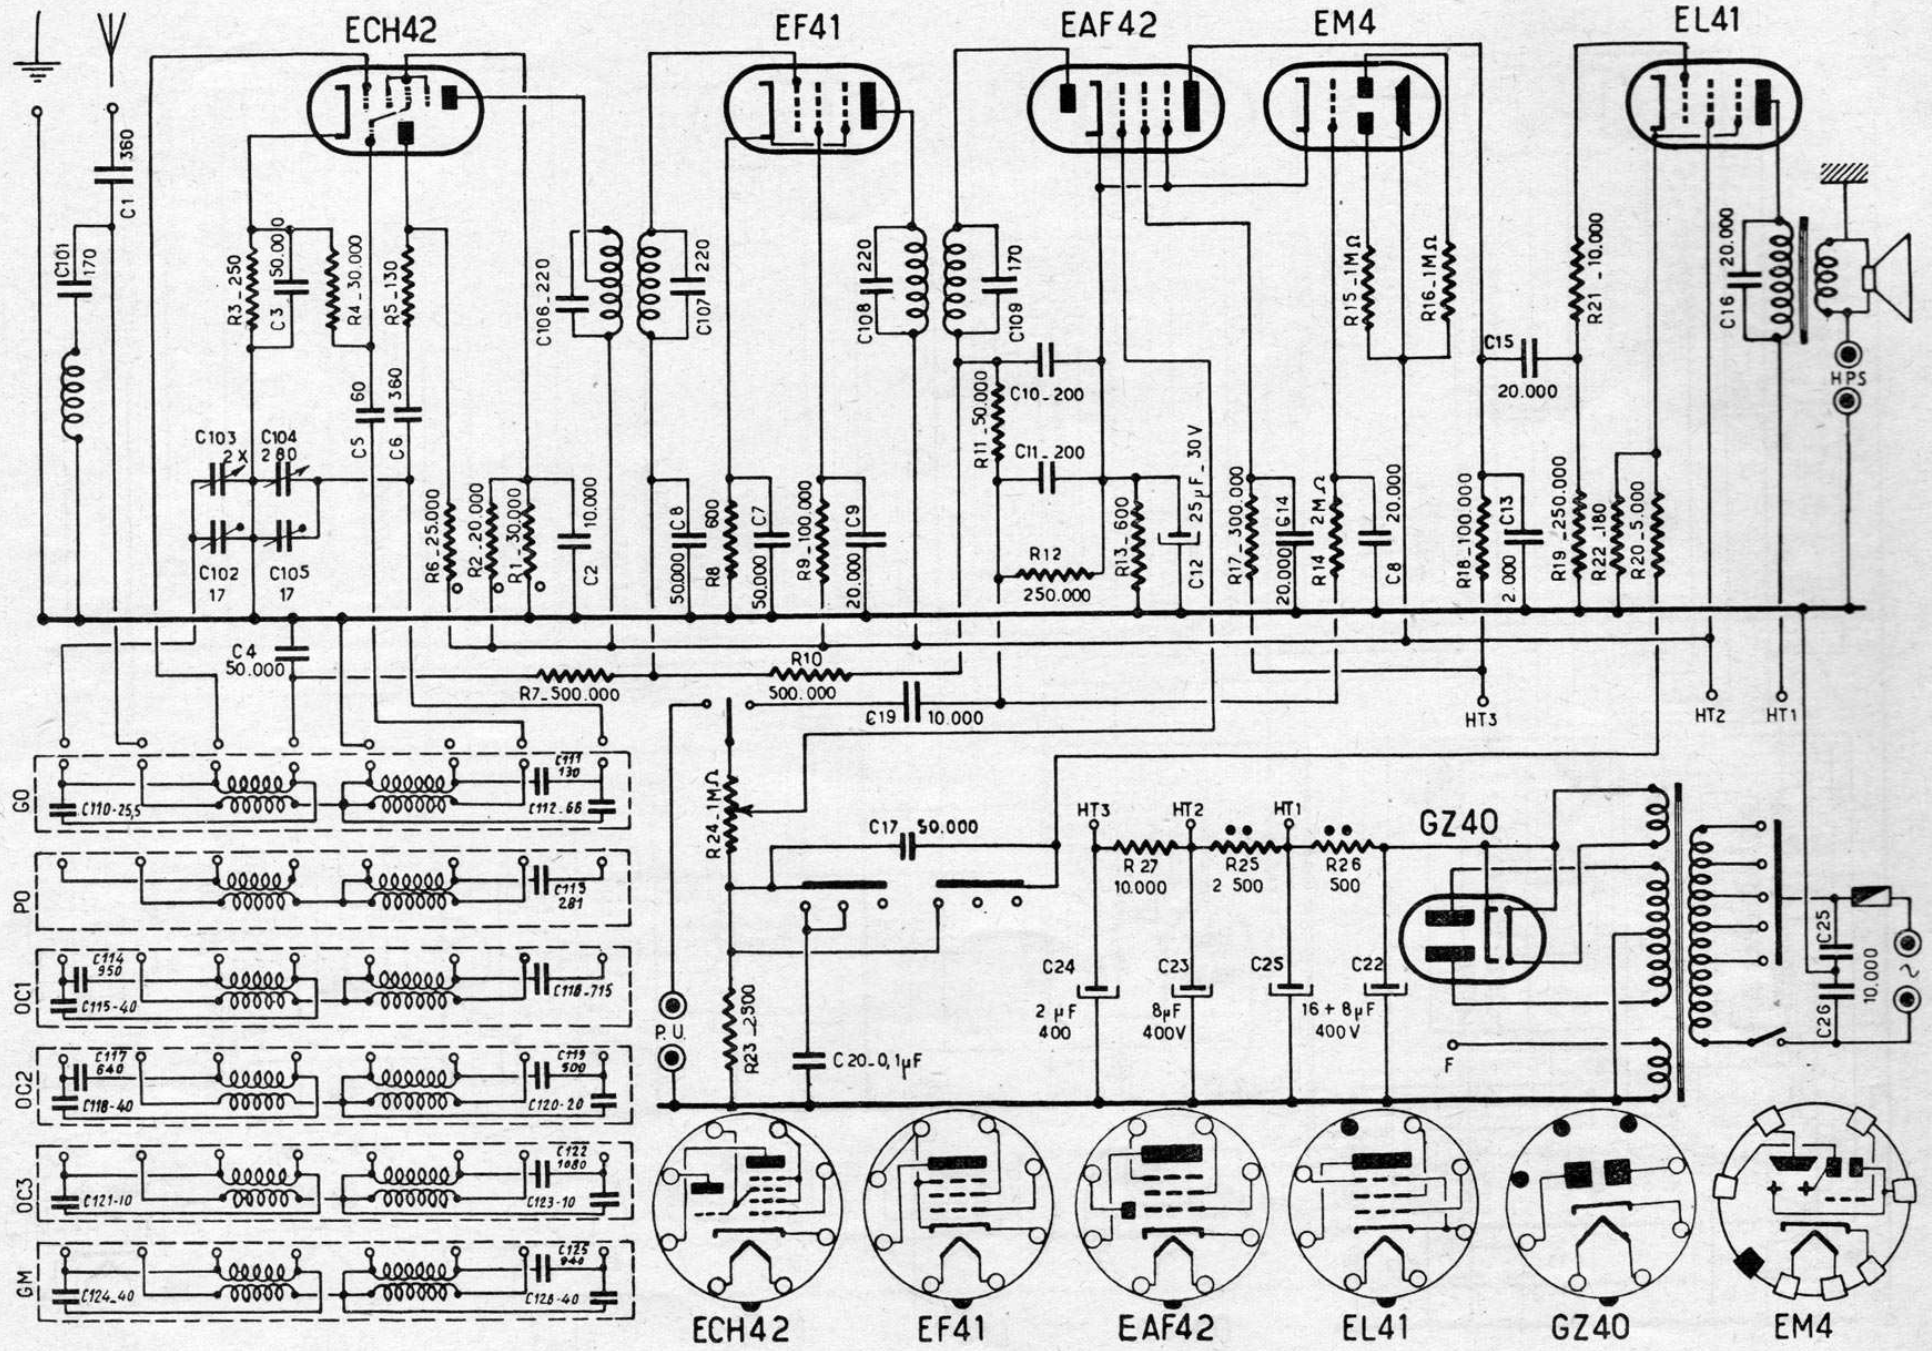 ECH42
EF41
EAF42
EM4
EL41
C1
360
C101
170
R3_250
C3
50.000
R4_30.000
R5_130
C106_220
220
C107
C108
220
170
C109
R15_1MΩ
R16_1MΩ
R21_10.000
C16
20.000
HPS
C15
20.000
C10_200
R11_50.000
C11_200
C5
60
C6
360
C103
2X
C104
280
C102
17
C105
17
R6_25.000
R2_20.000
R1_30.000
10.000
C2
50.000
C8
R8
600
50.000
C7
R9_100.000
20.000
C9
R12
250.000
R13_600
C12
25µF_30V
R17_300.000
20.000
C14
R14
2MΩ
C8
20.000
R18_100.000
2.000
C13
R19_250.000
R22_180
R20_5.000
C4
50.000
R7_500.000
R10
500.000
C19
10.000
HT3
HT2
HT1
GO
C110-25,5
C111
130
C112_66
PO
C113
281
OC1
C114
950
C115-40
C116_715
OC2
C117
640
C118-40
C119
500
C120-20
OC3
C121-10
C122
1080
C123-10
GM
C124_40
C125
940
C126-40
R24_1MΩ
C17
50.000
P.U.
R23_2500
C20_0,1µF
HT3
HT2
HT1
R27
10.000
R25
2 500
R26
500
GZ40
C24
2 µF
400
C23
8µF
400V
C25
C22
16 + 8µF
400V
F
C25
C26
10.000
~
ECH42
EF41
EAF42
EL41
GZ40
EM4